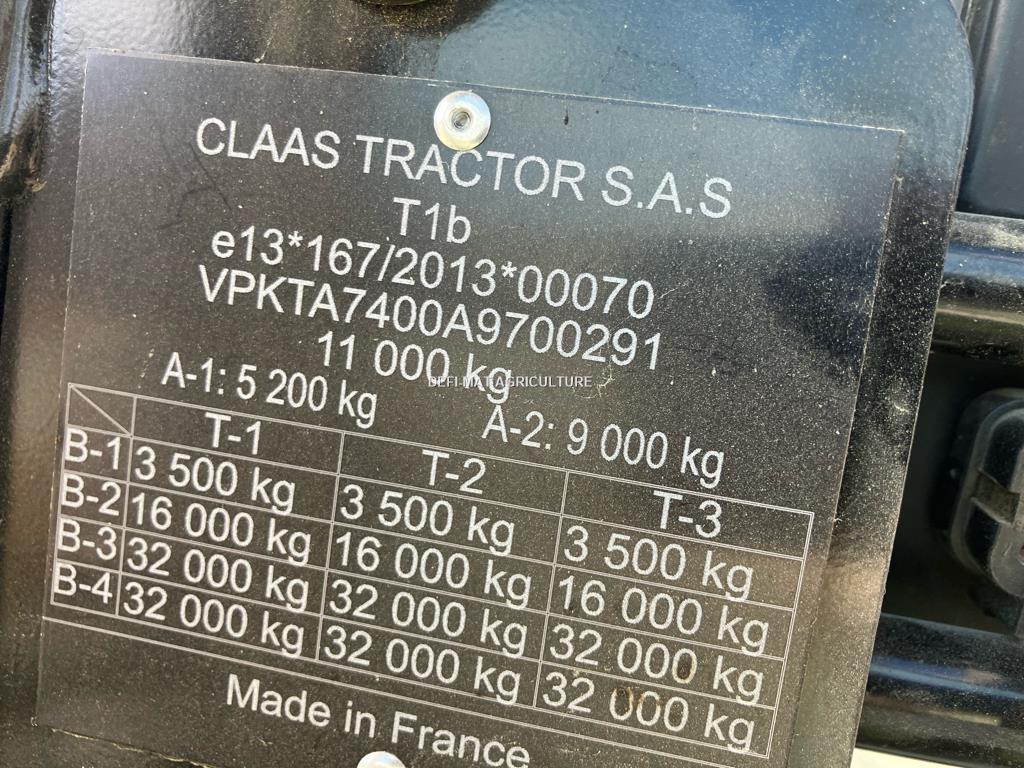 CLAAS TRACTOR S.A.S
T1b
e13*167/2013*00070
VPKTA7400A9700291
11 000 kg
DEFI-MAT AGRICULTURE
A-1: 5 200 kg A-2: 9 000 kg
T-1 T-2 T-3
B-1 3 500 kg 3 500 kg 3 500 kg
B-2 16 000 kg 16 000 kg 16 000 kg
B-3 32 000 kg 32 000 kg 32 000 kg
B-4 32 000 kg 32 000 kg 32 000 kg
Made in France